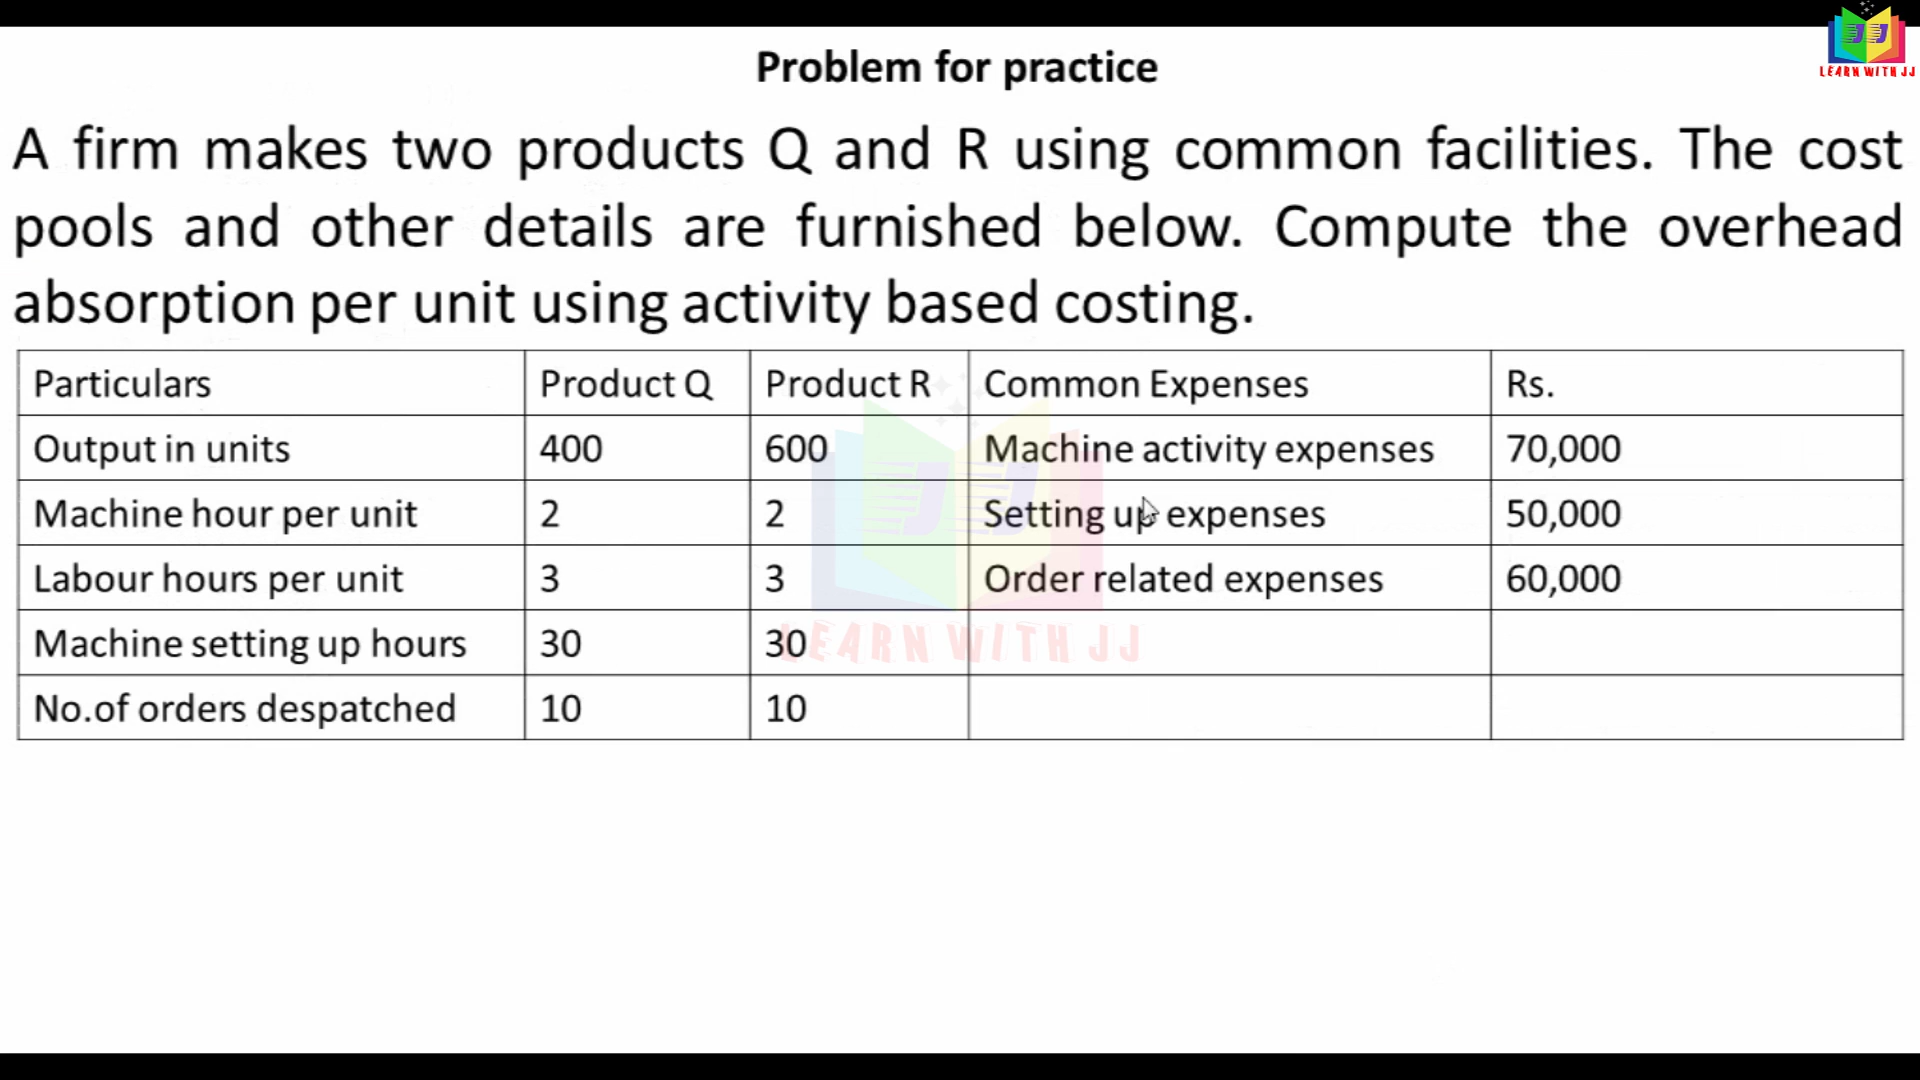 LEARN WITH JJ
Problem for practice
A firm makes two products Q and R using common facilities. The cost
pools and other details are furnished below. Compute the overhead
absorption per unit using activity based costing.
Particulars Product Q Product R Common Expenses Rs.
Output in units 400 600 Machine activity expenses 70,000
Machine hour per unit 2 2 Setting up expenses 50,000
Labour hours per unit 3 3 Order related expenses 60,000
Machine setting up hours 30 30
No.of orders despatched 10 10
JJ
LEARN WITH JJ